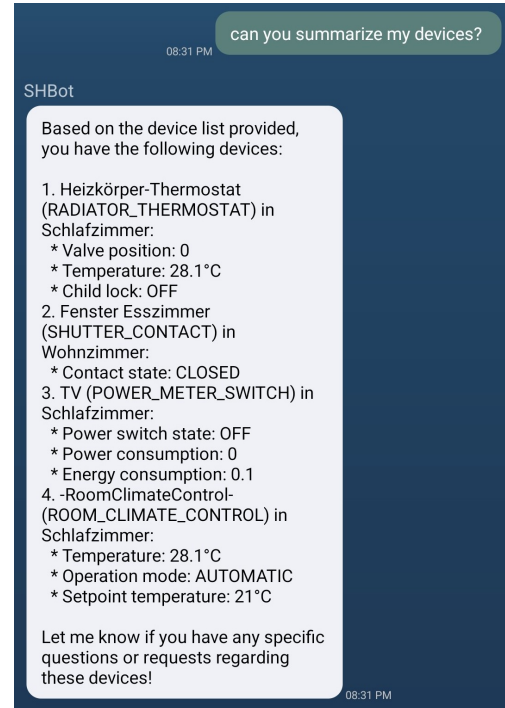 can you summarize my devices?
08:31 PM
SHBot
Based on the device list provided,
you have the following devices:
1. Heizkörper-Thermostat
(RADIATOR_THERMOSTAT) in
Schlafzimmer:
* Valve position: 0
* Temperature: 28.1°C
* Child lock: OFF
2. Fenster Esszimmer
(SHUTTER_CONTACT) in
Wohnzimmer:
* Contact state: CLOSED
3. TV (POWER_METER_SWITCH) in
Schlafzimmer:
* Power switch state: OFF
* Power consumption: 0
* Energy consumption: 0.1
4. -RoomClimateControl-
(ROOM_CLIMATE_CONTROL) in
Schlafzimmer:
* Temperature: 28.1°C
* Operation mode: AUTOMATIC
* Setpoint temperature: 21°C
Let me know if you have any specific
questions or requests regarding
these devices!
08:31 PM